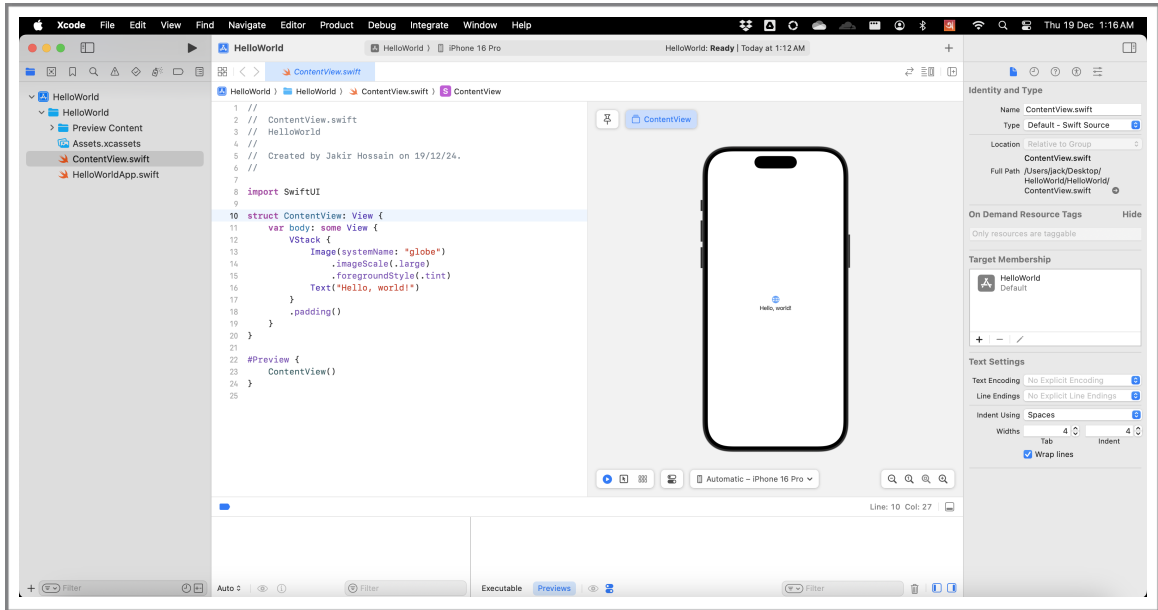 Xcode File Edit View Find Navigate Editor Product Debug Integrate Window Help Thu 19 Dec 1:16 AM
HelloWorld HelloWorld iPhone 16 Pro HelloWorld: Ready | Today at 1:12 AM
ContentView.swift
HelloWorld HelloWorld ContentView.swift S ContentView
HelloWorld
HelloWorld
Preview Content
Assets.xcassets
ContentView.swift
HelloWorldApp.swift
1 //
2 // ContentView.swift
3 // HelloWorld
4 //
5 // Created by Jakir Hossain on 19/12/24.
6 //
7
8 import SwiftUI
9
10 struct ContentView: View {
11 var body: some View {
12 VStack {
13 Image(systemName: "globe")
14 .imageScale(.large)
15 .foregroundStyle(.tint)
16 Text("Hello, world!")
17 }
18 .padding()
19 }
20 }
21
22 #Preview {
23 ContentView()
24 }
25
ContentView
Hello, world!
Automatic – iPhone 16 Pro
Line: 10 Col: 27
Identity and Type
Name ContentView.swift
Type Default - Swift Source
Location Relative to Group
ContentView.swift
Full Path /Users/jack/Desktop/
HelloWorld/HelloWorld/
ContentView.swift
On Demand Resource Tags Hide
Only resources are taggable
Target Membership
HelloWorld
Default
Text Settings
Text Encoding No Explicit Encoding
Line Endings No Explicit Line Endings
Indent Using Spaces
Widths 4 4
Tab Indent
Wrap lines
Filter Auto Filter Executable Previews Filter